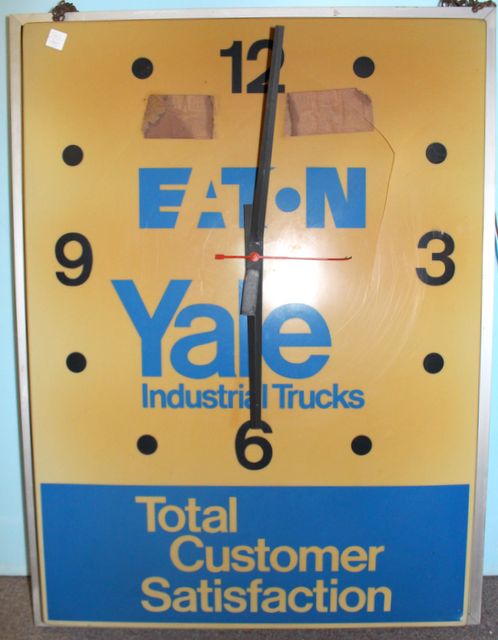 12
EATON
9
3
Yale
Industrial Trucks
6
Total
Customer
Satisfaction